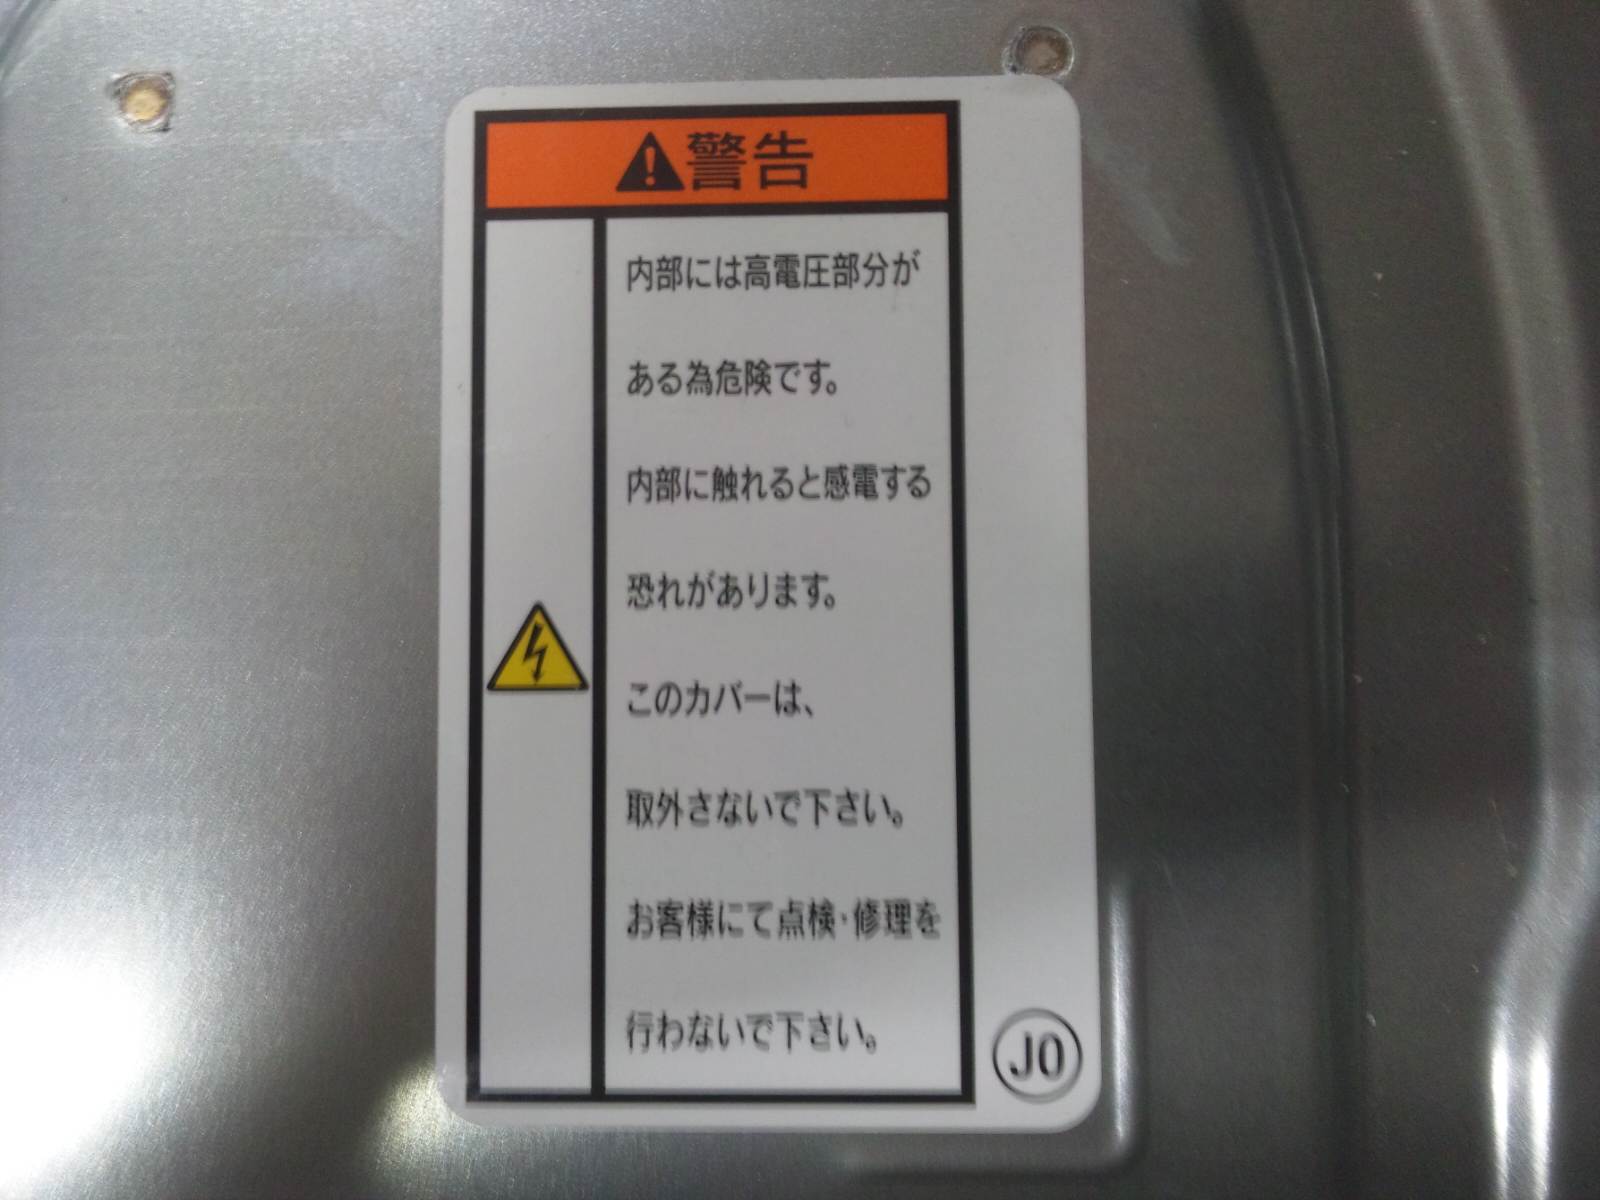 警告
内部には高電圧部分が
ある為危険です。
内部に触れると感電する
恐れがあります。
このカバーは、
取外さないで下さい。
お客様にて点検・修理を
行わないで下さい。
J0